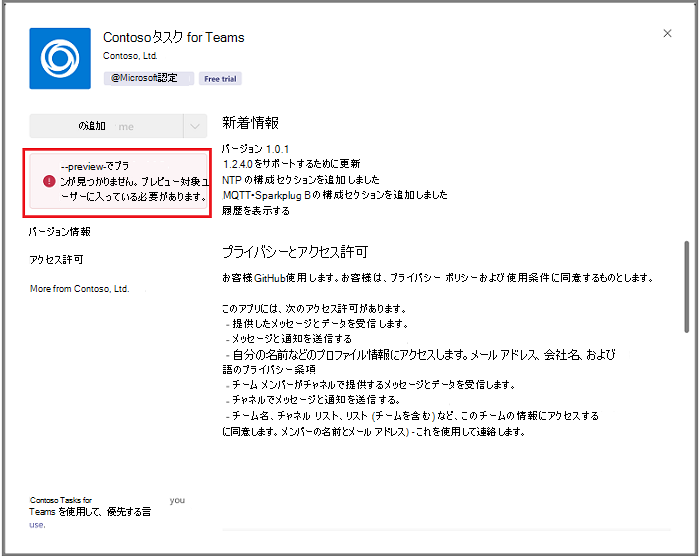 Contosoタスク for Teams
Contoso, Ltd.
@Microsoft認定 Free trial
の追加 me
--preview-でプラ
ンが見つかりません。プレビュー対象ユ
ーザーに入っている必要があります。
バージョン情報
アクセス許可
More from Contoso, Ltd.
Contoso Tasks for you
Teams を使用して、優先する言
use.
新着情報
バージョン 1.0.1
1.2.4.0をサポートするために更新
NTP の構成セクションを追加しました
MQTT・Sparkplug B の構成セクションを追加しました
履歴を表示する
プライバシーとアクセス許可
お客様GitHub使用します。お客様は、プライバシー ポリシーおよび使用条件に同意するものとします。
このアプリには、次のアクセス許可があります。
- 提供したメッセージとデータを受信します。
- メッセージと通知を送信する
- 自分の名前などのプロファイル情報にアクセスします。メール アドレス、会社名、および
語のプライバシー条項
- チーム メンバーがチャネルで提供するメッセージとデータを受信します。
- チャネルでメッセージと通知を送信する。
- チーム名、チャネル リスト、リスト (チームを含む) など、このチームの情報にアクセスする
に同意します。メンバーの名前とメール アドレス) -これを使用して連絡します。